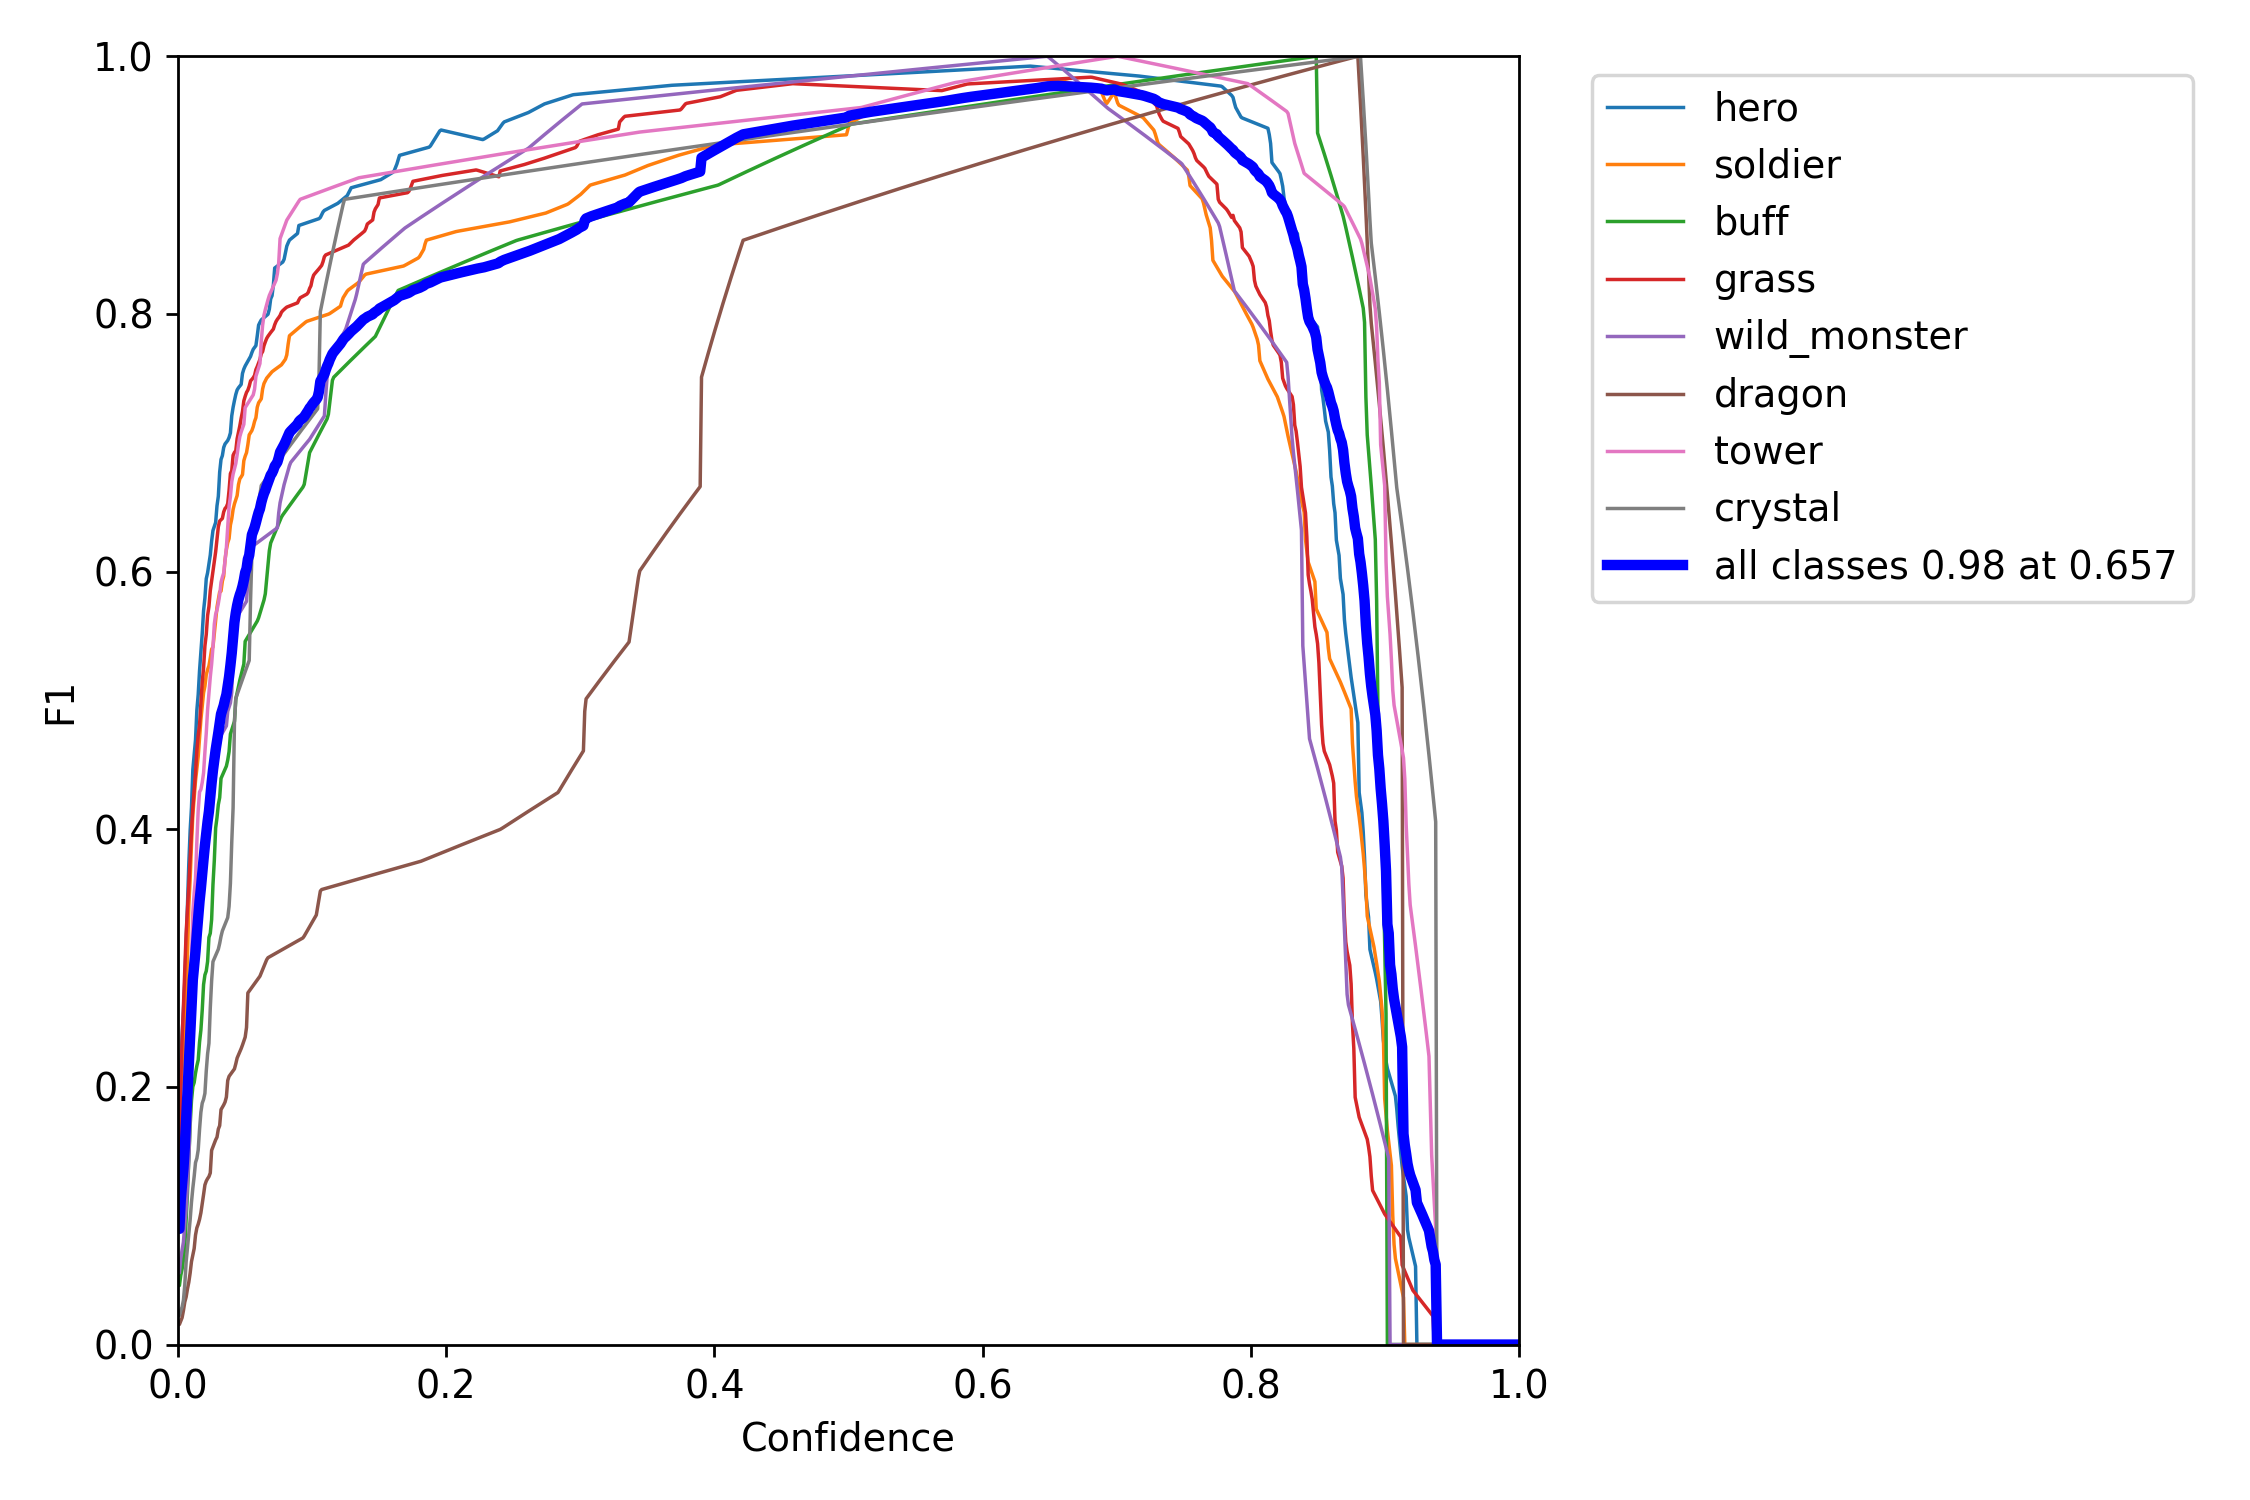 1.0
0.8
0.6
0.4
0.2
0.0
F1
0.0 0.2 0.4 0.6 0.8 1.0
Confidence
hero
soldier
buff
grass
wild_monster
dragon
tower
crystal
all classes 0.98 at 0.657